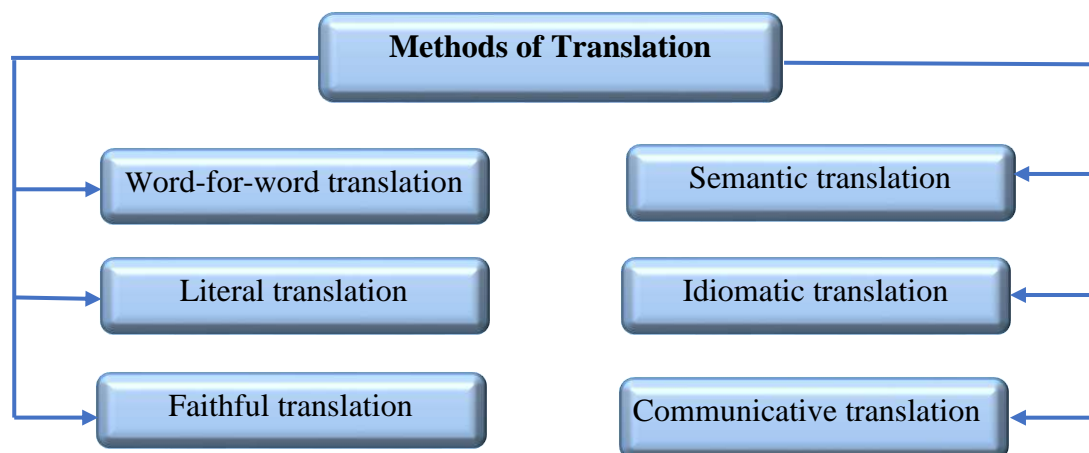 Methods of Translation
Word-for-word translation
Semantic translation
Literal translation
Idiomatic translation
Faithful translation
Communicative translation